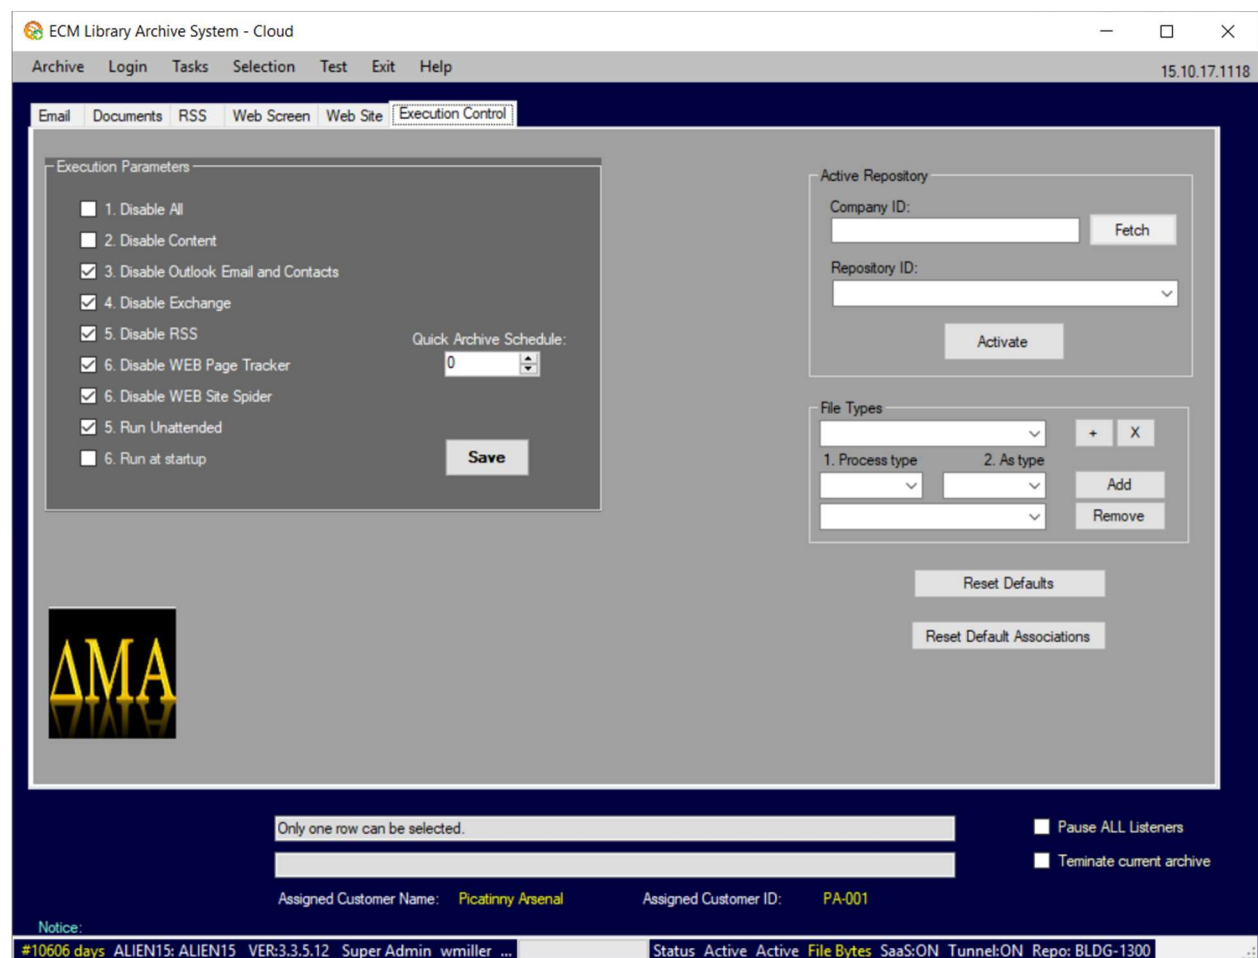 ECM Library Archive System - Cloud
Archive Login Tasks Selection Test Exit Help
15.10.17.1118
Email Documents RSS Web Screen Web Site Execution Control
Execution Parameters
1. Disable All
2. Disable Content
3. Disable Outlook Email and Contacts
4. Disable Exchange
5. Disable RSS
6. Disable WEB Page Tracker
6. Disable WEB Site Spider
5. Run Unattended
6. Run at startup
Quick Archive Schedule:
0
Save
Active Repository
Company ID:
Fetch
Repository ID:
Activate
File Types
+ X
1. Process type 2. As type
Add
Remove
Reset Defaults
Reset Default Associations
ΔMA
Only one row can be selected.
Pause ALL Listeners
Teminate current archive
Assigned Customer Name: Picatinny Arsenal Assigned Customer ID: PA-001
Notice:
#10606 days ALIEN15: ALIEN15 VER:3.3.5.12 Super Admin wmiller ... Status Active Active File Bytes SaaS:ON Tunnel:ON Repo: BLDG-1300